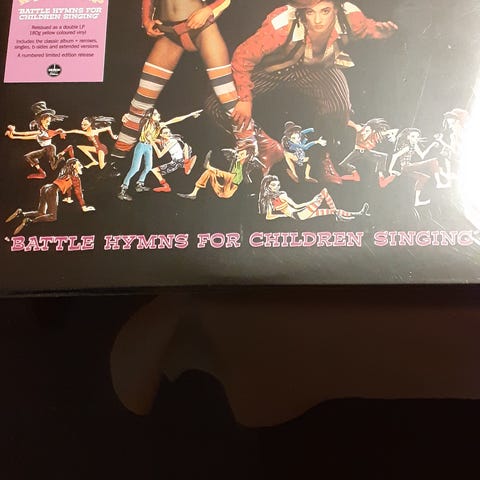 'BATTLE HYMNS FOR
CHILDREN SINGING'
Reissued as a double LP
180g yellow coloured vinyl
Includes the classic album + remixes,
singles, b-sides and extended versions
A numbered limited edition release
'BATTLE HYMNS FOR CHILDREN SINGING'